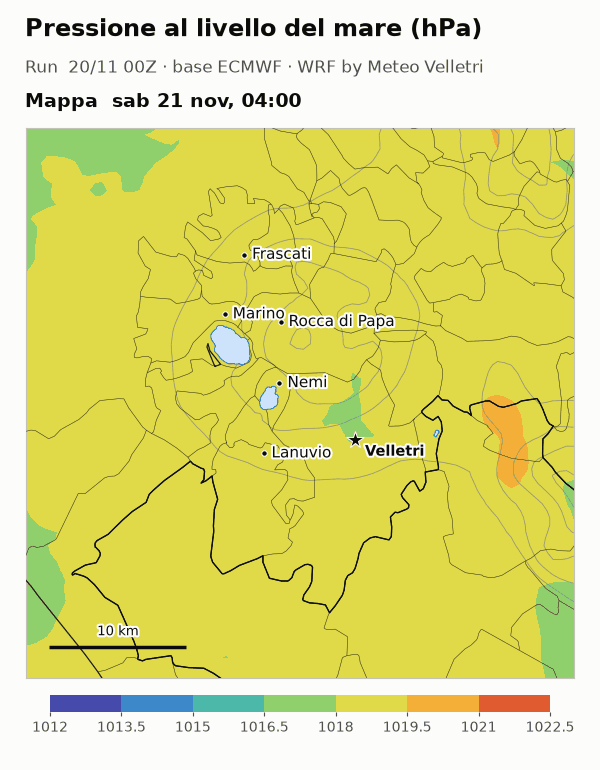 Pressione al livello del mare (hPa)
Run  20/11 00Z · base ECMWF · WRF by Meteo Velletri
Mappa  sab 21 nov, 04:00
Frascati
Marino
Rocca di Papa
Nemi
Velletri
Lanuvio
10 km
1012 1013.5 1015 1016.5 1018 1019.5 1021 1022.5